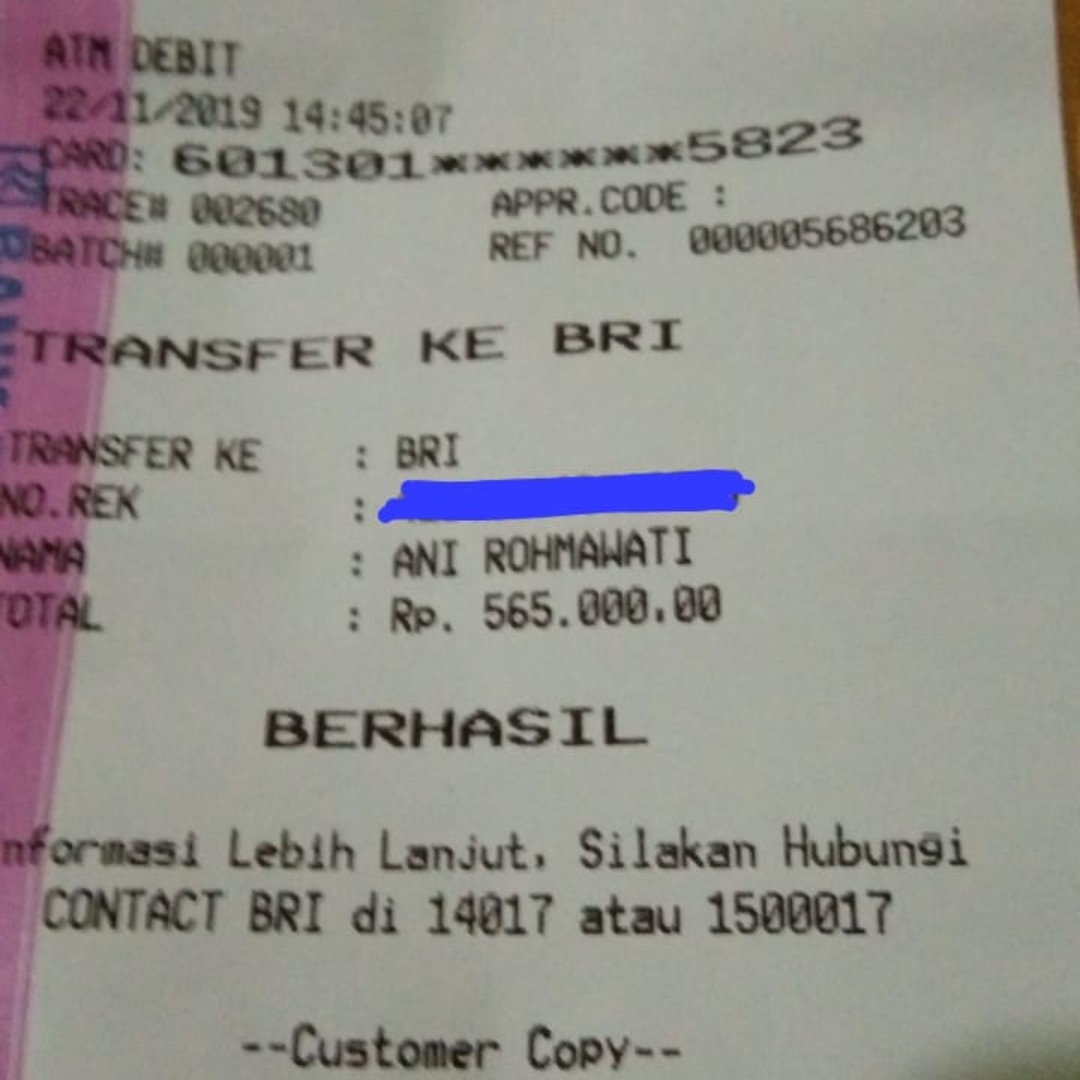 ATM DEBIT
22/11/2019 14:45:07
CARD: 601301******5823
TRACE# 002680 APPR.CODE :
BATCH# 000001 REF NO. 000005686203
TRANSFER KE BRI
TRANSFER KE : BRI
NO.REK :
NAMA : ANI ROHMAWATI
TOTAL : Rp. 565.000,00
BERHASIL
nformasi Lebih Lanjut, Silakan Hubungi
CONTACT BRI di 14017 atau 1500017
--Customer Copy--